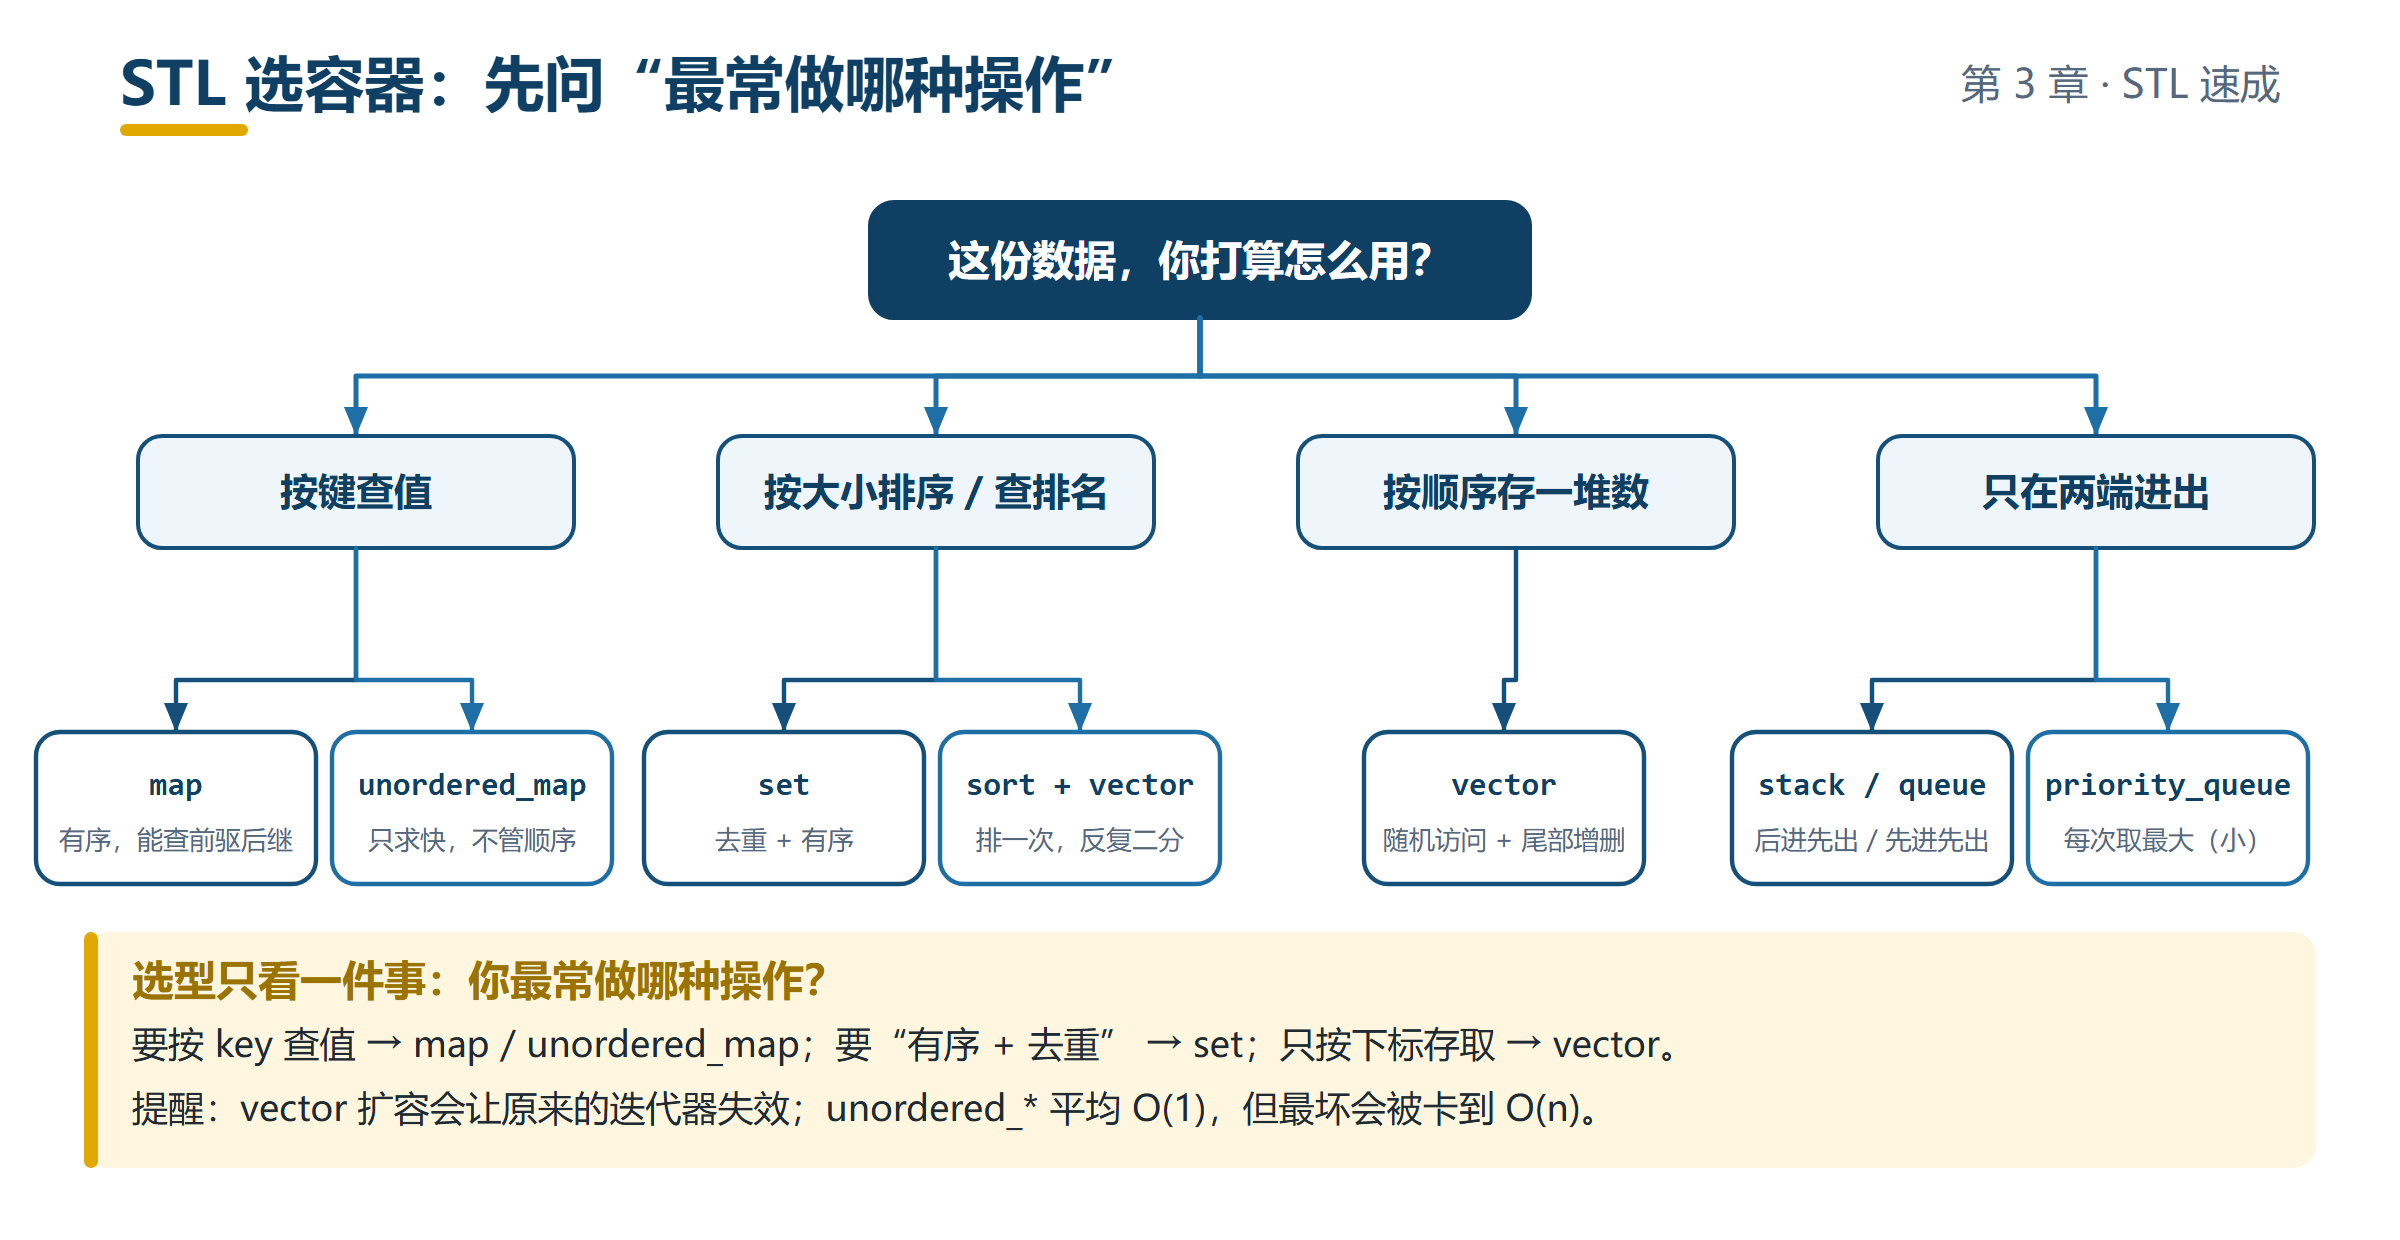 STL 选容器：先问“最常做哪种操作”
第 3 章 · STL 速成
这份数据，你打算怎么用？
按键查值
按大小排序 / 查排名
按顺序存一堆数
只在两端进出
map
有序，能查前驱后继
unordered_map
只求快，不管顺序
set
去重 + 有序
sort + vector
排一次，反复二分
vector
随机访问 + 尾部增删
stack / queue
后进先出 / 先进先出
priority_queue
每次取最大（小）
选型只看一件事：你最常做哪种操作？
要按 key 查值 → map / unordered_map；要“有序 + 去重” → set；只按下标存取 → vector。
提醒：vector 扩容会让原来的迭代器失效；unordered_* 平均 O(1)，但最坏会被卡到 O(n)。